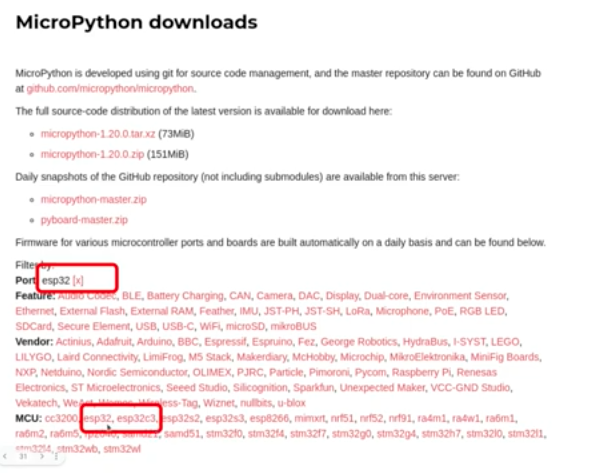 MicroPython downloads
MicroPython is developed using git for source code management, and the master repository can be found on GitHub
at github.com/micropython/micropython.
The full source-code distribution of the latest version is available for download here:
micropython-1.20.0.tar.xz (73MiB)
micropython-1.20.0.zip (151MiB)
Daily snapshots of the GitHub repository (not including submodules) are available from this server:
micropython-master.zip
pyboard-master.zip
Firmware for various microcontroller ports and boards are built automatically on a daily basis and can be found below.
Filter by:
Port: esp32 [x]
Feature: Audio Codec, BLE, Battery Charging, CAN, Camera, DAC, Display, Dual-core, Environment Sensor,
Ethernet, External Flash, External RAM, Feather, IMU, JST-PH, JST-SH, LoRa, Microphone, PoE, RGB LED,
SDCard, Secure Element, USB, USB-C, WiFi, microSD, mikroBUS
Vendor: Actinius, Adafruit, Arduino, BBC, Espressif, Espruino, Fez, George Robotics, HydraBus, I-SYST, LEGO,
LILYGO, Laird Connectivity, LimiFrog, M5 Stack, Makerdiary, McHobby, Microchip, MikroElektronika, MiniFig Boards,
NXP, Netduino, Nordic Semiconductor, OLIMEX, PJRC, Particle, Pimoroni, Pycom, Raspberry Pi, Renesas
Electronics, ST Microelectronics, Seeed Studio, Silicognition, Sparkfun, Unexpected Maker, VCC-GND Studio,
Vekatech, WeAct, Wemos, Wireless-Tag, Wiznet, nullbits, u-blox
MCU: cc3200, esp32, esp32c3, esp32s2, esp32s3, esp8266, mimxrt, nrf51, nrf52, nrf91, ra4m1, ra4w1, ra6m1,
ra6m2, ra6m5, rp2040, samd21, samd51, stm32f0, stm32f4, stm32f7, stm32g0, stm32g4, stm32h7, stm32l0, stm32l1,
stm32l4, stm32wb, stm32wl